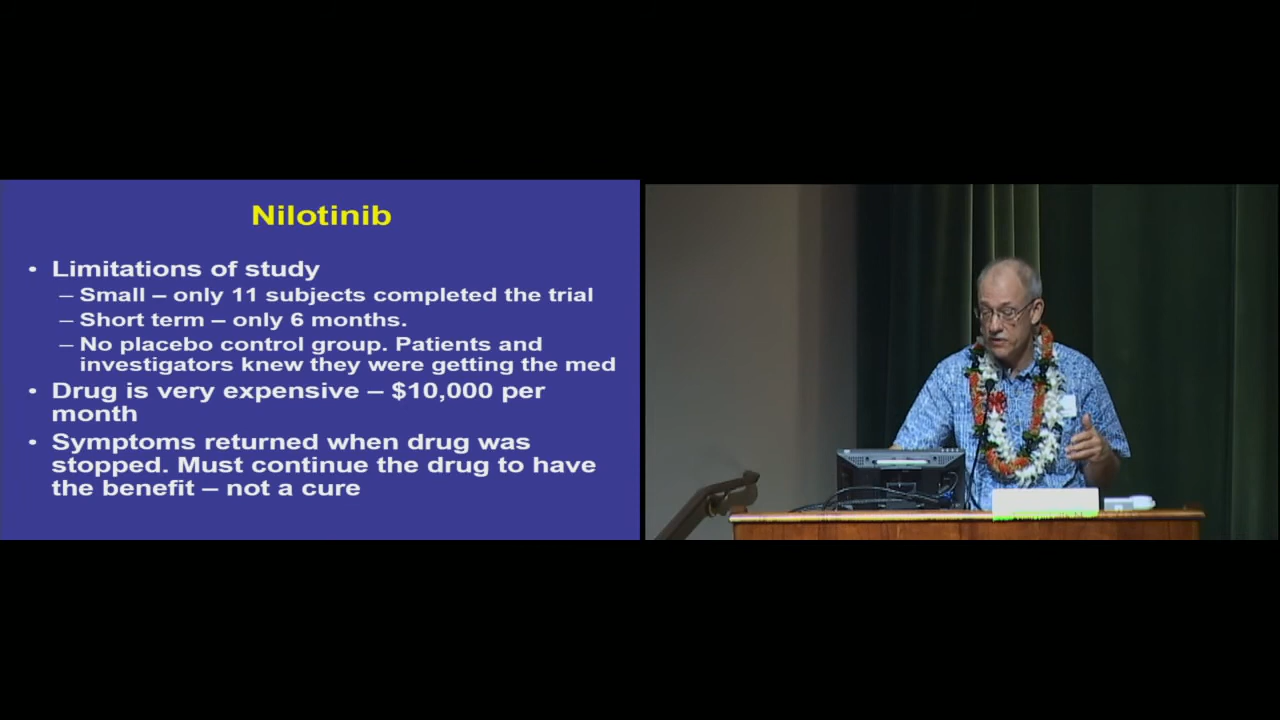 Nilotinib
• Limitations of study
– Small – only 11 subjects completed the trial
– Short term – only 6 months.
– No placebo control group. Patients and
investigators knew they were getting the med
• Drug is very expensive – $10,000 per
month
• Symptoms returned when drug was
stopped. Must continue the drug to have
the benefit – not a cure